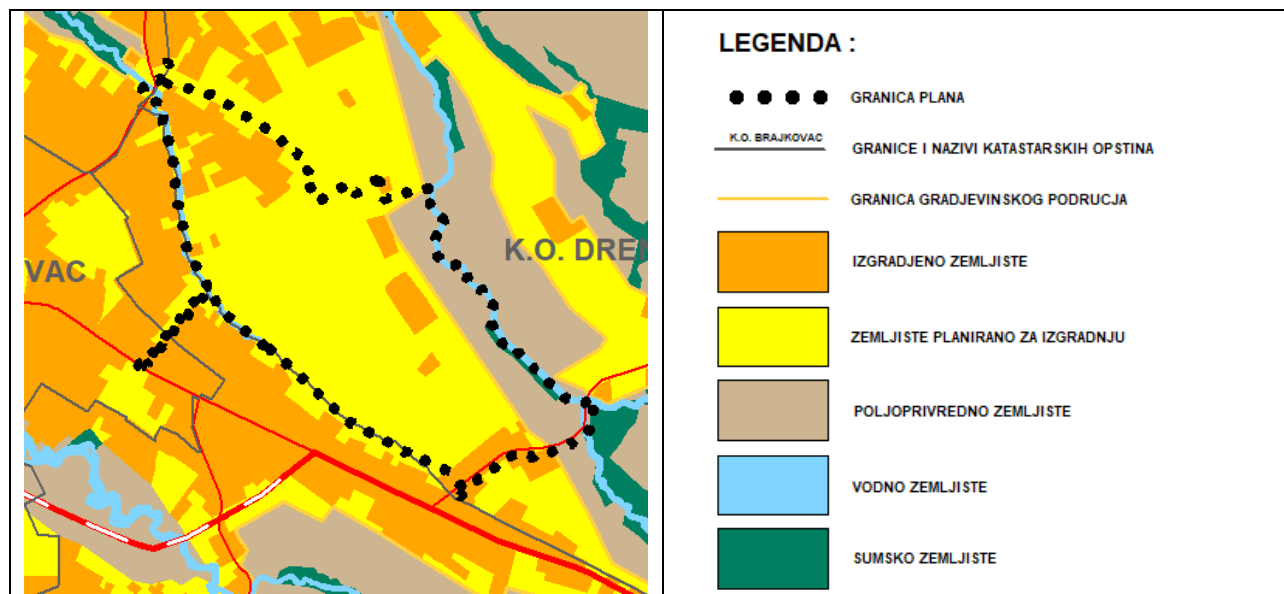 VAC
K.O. DREN
LEGENDA :
GRANICA PLANA
K.O. BRAJKOVAC
GRANICE I NAZIVI KATASTARSKIH OPSTINA
GRANICA GRADJEVINSKOG PODRUCJA
IZGRADJENO ZEMLJISTE
ZEMLJISTE PLANIRANO ZA IZGRADNJU
POLJOPRIVREDNO ZEMLJISTE
VODNO ZEMLJISTE
SUMSKO ZEMLJISTE